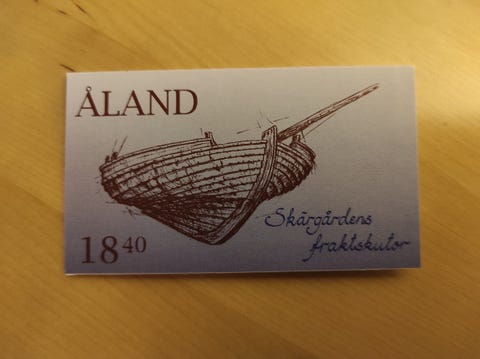 ÅLAND
Skärgårdens
fraktskutor
18 40